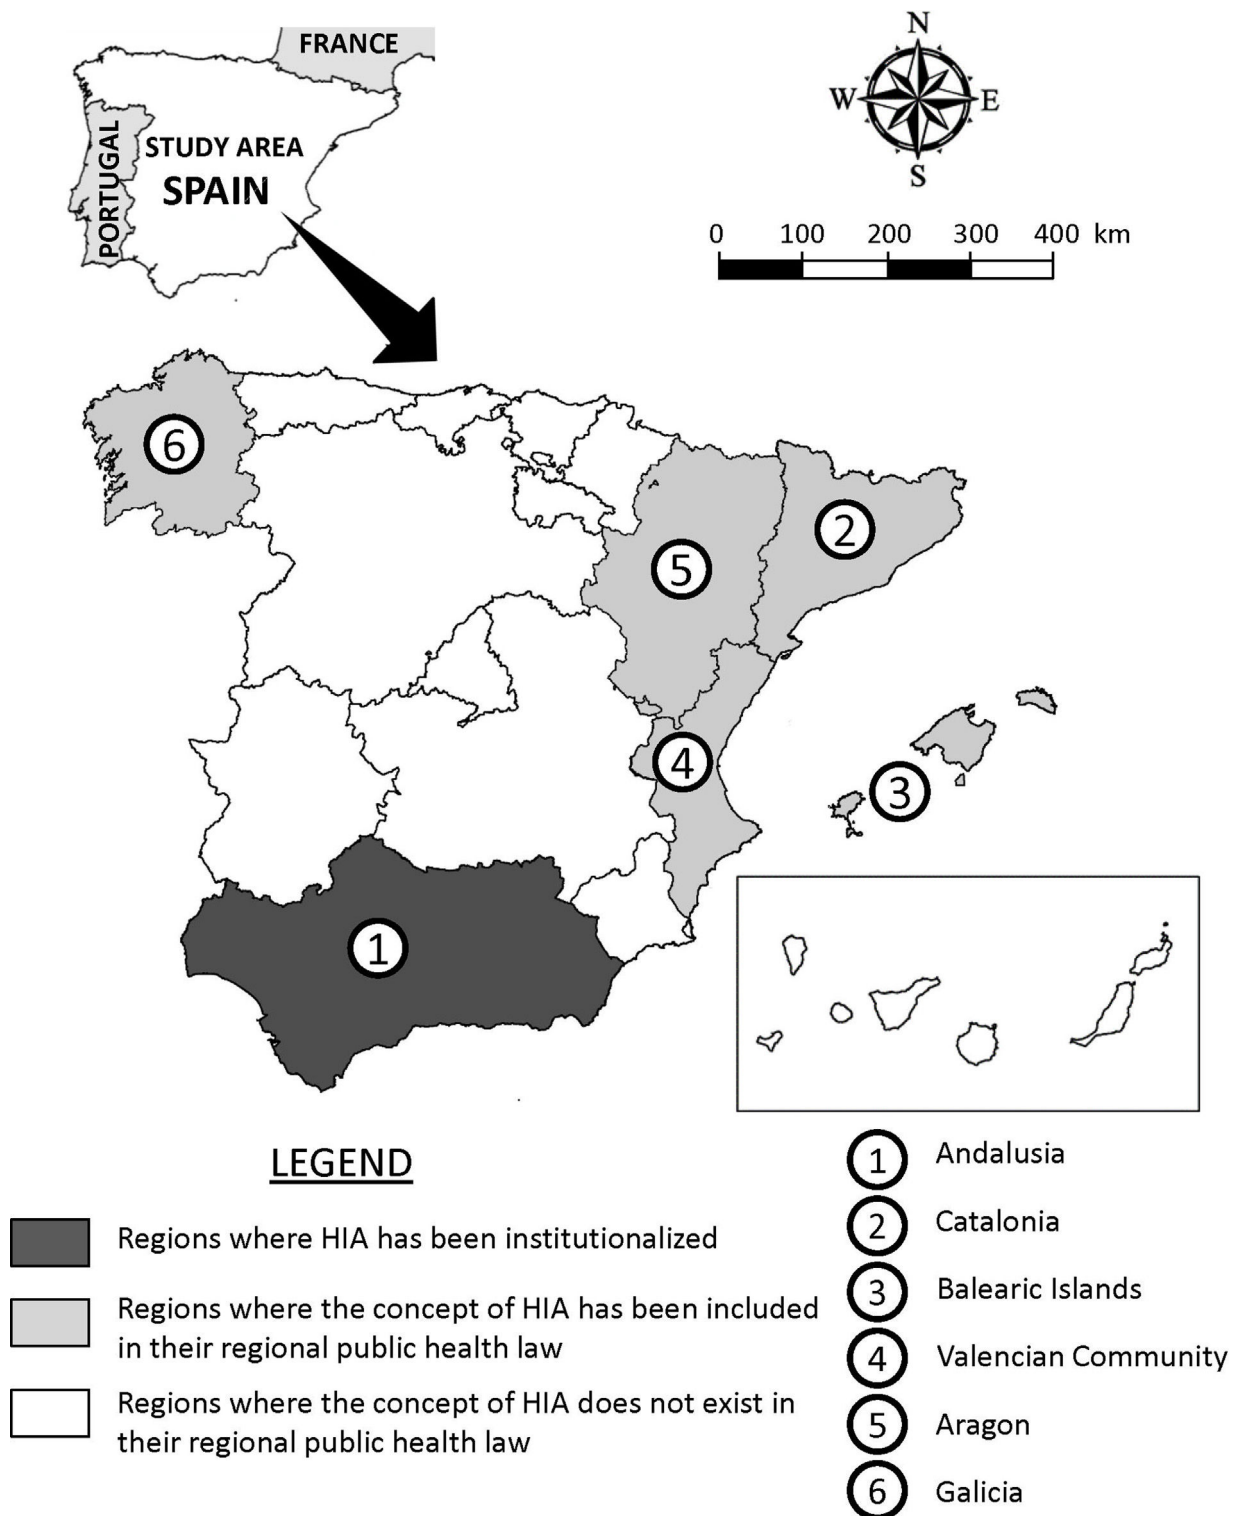 FRANCE
PORTUGAL
STUDY AREA
SPAIN
N
W
E
S
0 100 200 300 400 km
6
2
5
4
3
1
LEGEND
Regions where HIA has been institutionalized
Regions where the concept of HIA has been included
in their regional public health law
Regions where the concept of HIA does not exist in
their regional public health law
1 Andalusia
2 Catalonia
3 Balearic Islands
4 Valencian Community
5 Aragon
6 Galicia